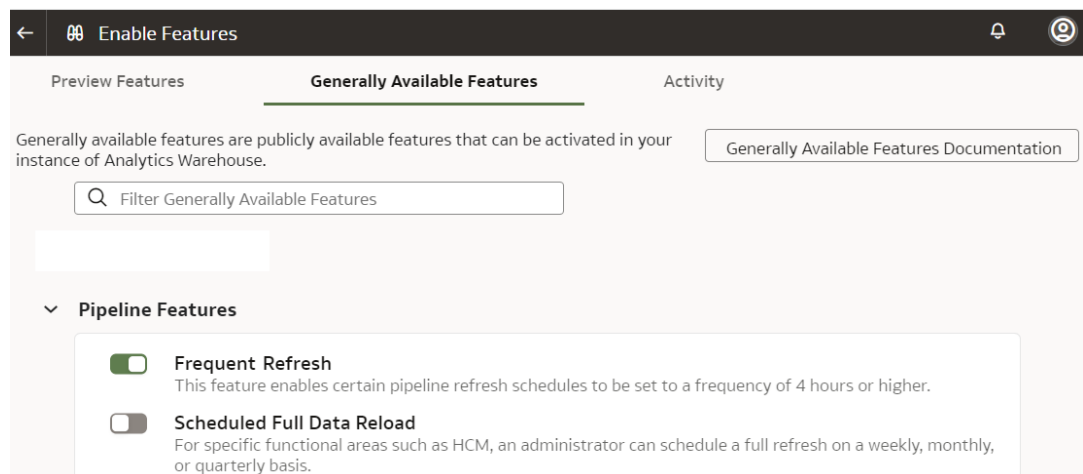 Enable Features
Preview Features
Generally Available Features
Activity
Generally available features are publicly available features that can be activated in your
instance of Analytics Warehouse.
Generally Available Features Documentation
Filter Generally Available Features
Pipeline Features
Frequent Refresh
This feature enables certain pipeline refresh schedules to be set to a frequency of 4 hours or higher.
Scheduled Full Data Reload
For specific functional areas such as HCM, an administrator can schedule a full refresh on a weekly, monthly,
or quarterly basis.